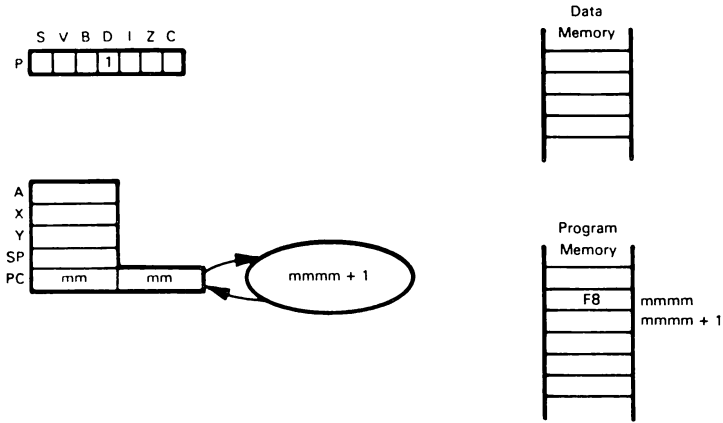 S V B D I Z C
P 1
Data
Memory
A
X
Y
SP
PC mm mm
mmmm + 1
Program
Memory
F8 mmmm
mmmm + 1